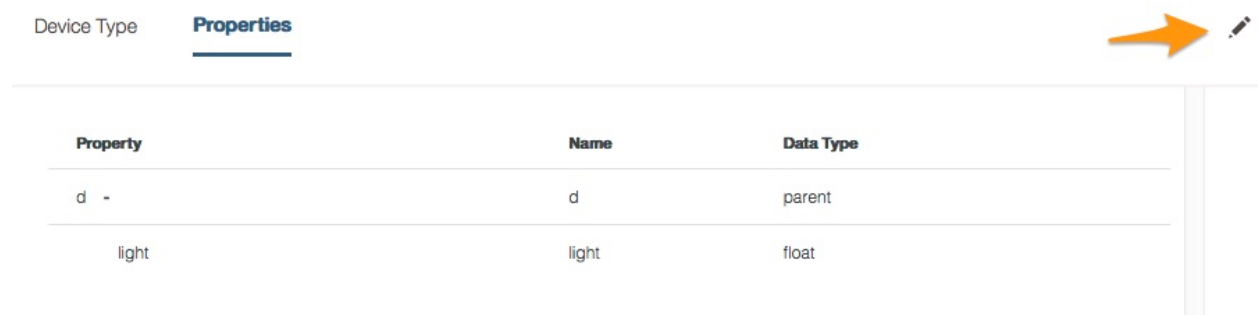 Device Type Properties
Property Name Data Type
d - d parent
light light float